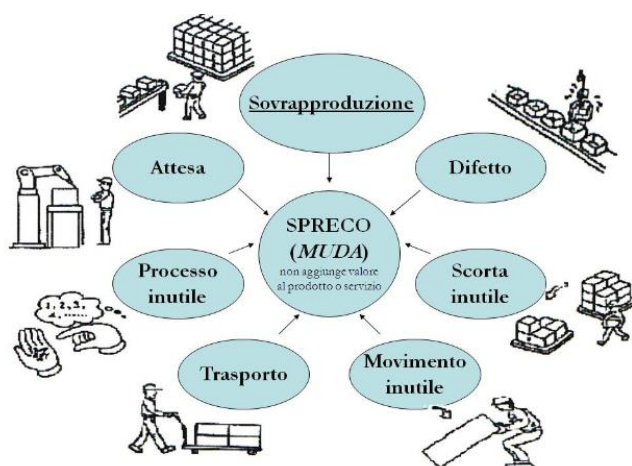 Sovrapproduzione
Attesa
Difetto
SPRECO
(MUDA)
non aggiunge valore
al prodotto o servizio
Processo
inutile
Scorta
inutile
1, 2, 3,
Trasporto
Movimento
inutile